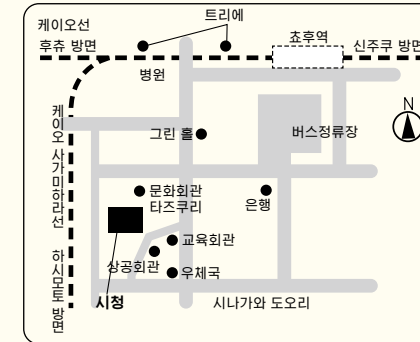 트리에
케이오선
후츄 방면
쵸후역
신주쿠 방면
병원
N
그린 홀
버스정류장
케이오 사가미하라선
문화회관
타즈쿠리
은행
교육회관
상공회관
우체국
하시모토 방면
시청
시나가와 도오리